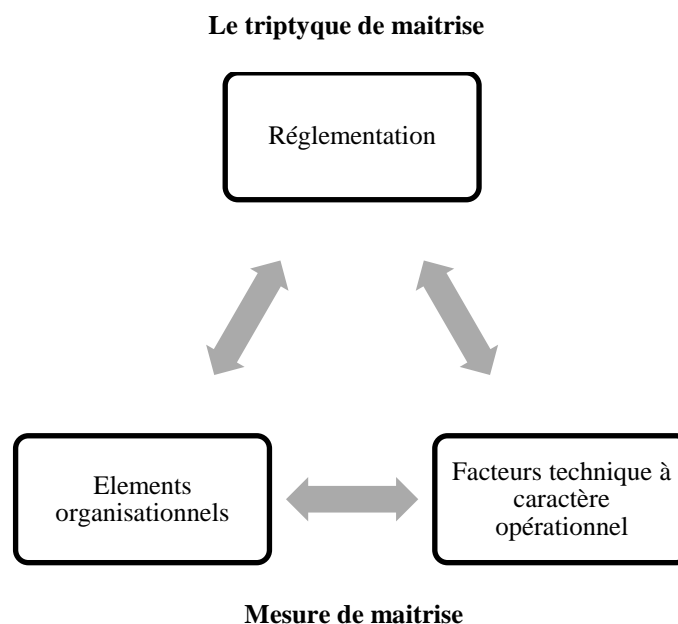 Le triptyque de maitrise
Réglementation
Elements
organisationnels
Facteurs technique à
caractère
opérationnel
Mesure de maitrise